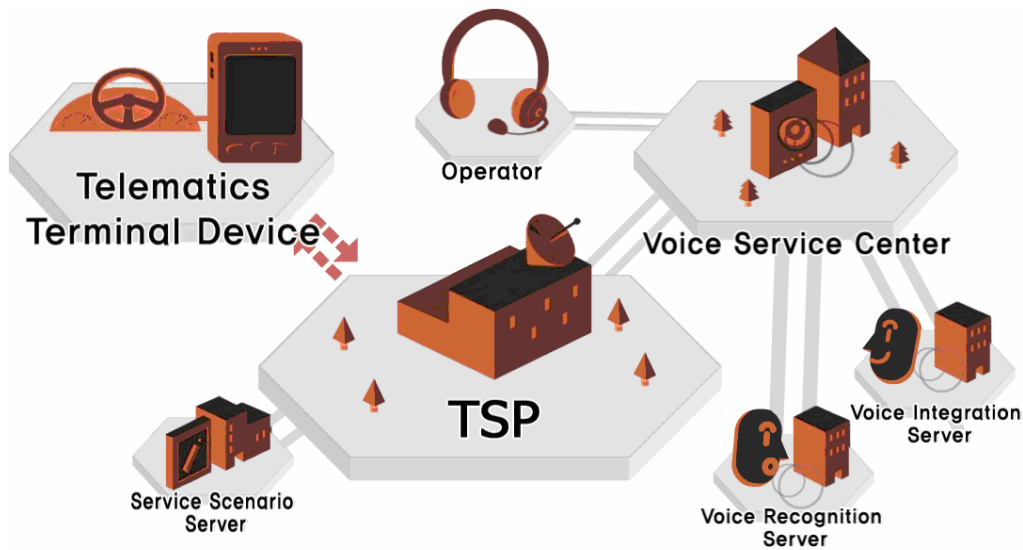 Telematics
Terminal Device
Operator
Voice Service Center
TSP
Voice Integration
Server
Service Scenario
Server
Voice Recognition
Server